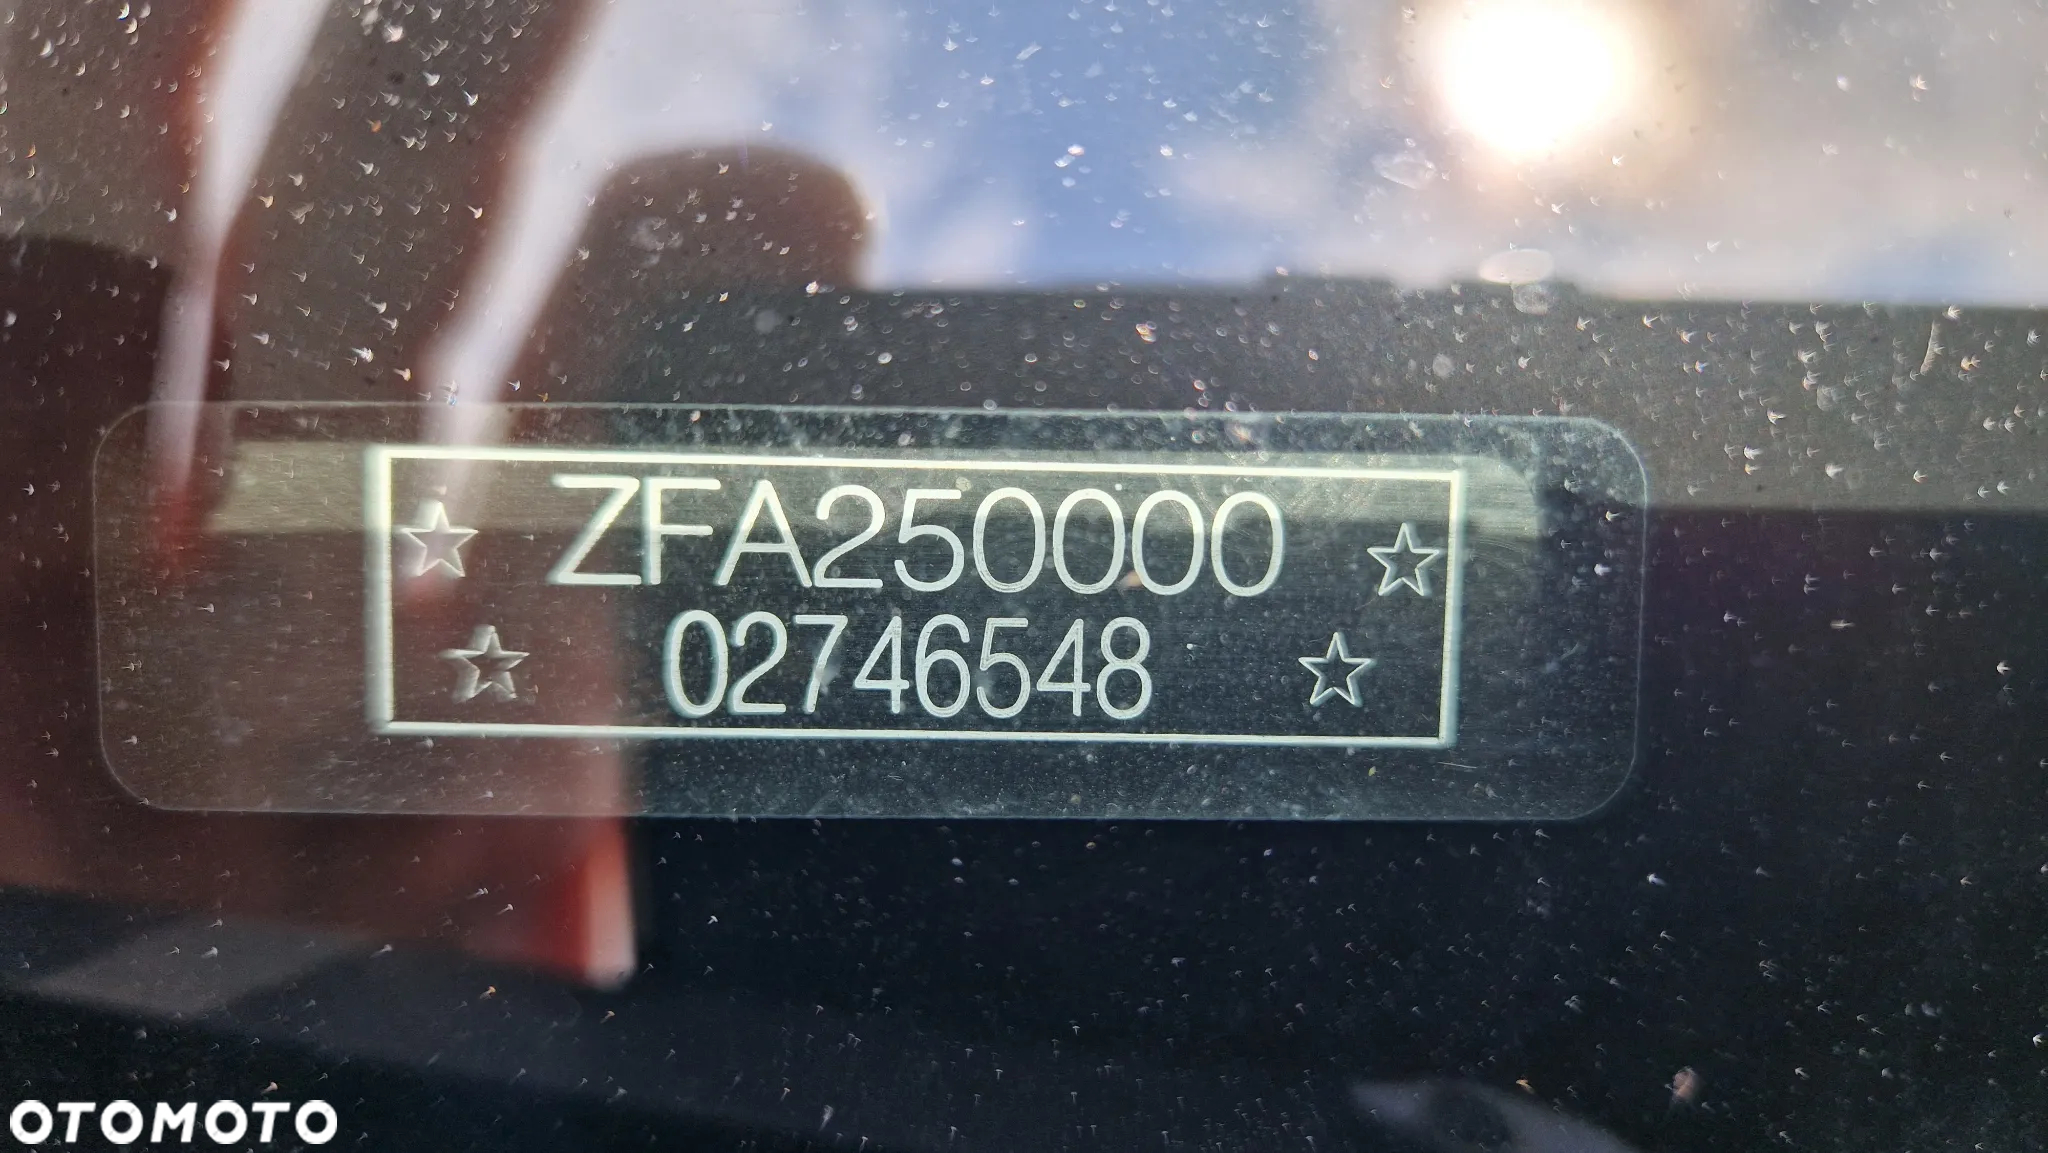 ☆ ZFA250000 ☆
☆ 02746548 ☆
OTOMOTO